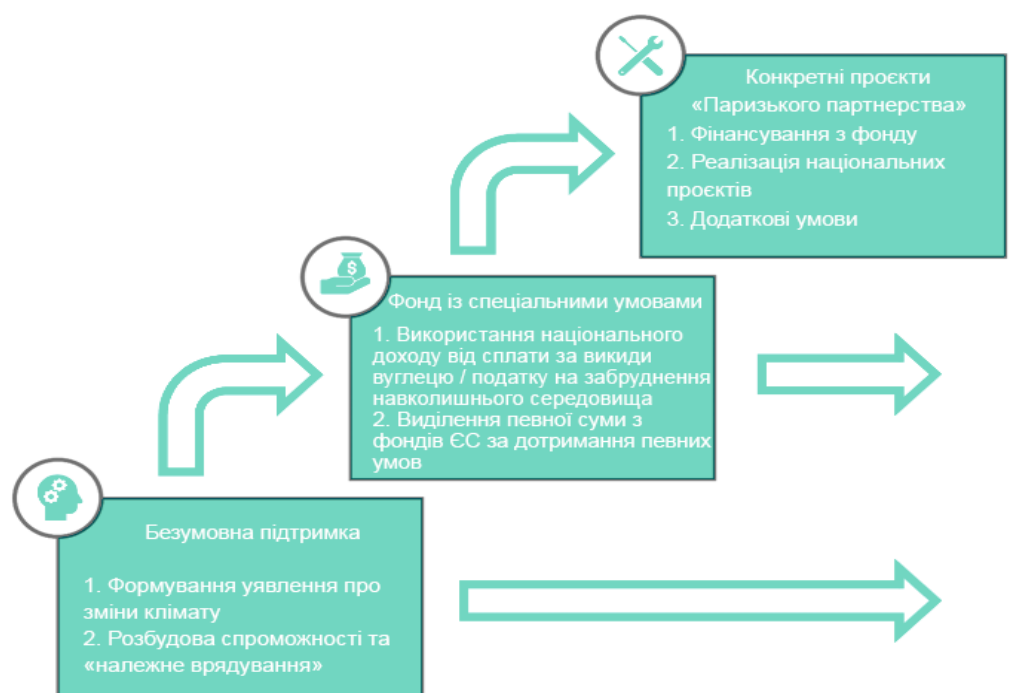 Конкретні проєкти
«Паризького партнерства»
1. Фінансування з фонду
2. Реалізація національних
проєктів
3. Додаткові умови
$
Фонд із спеціальними умовами
1. Використання національного
доходу від сплати за викиди
вуглецю / податку на забруднення
навколишнього середовища
2. Виділення певної суми з
фондів ЄС за дотримання певних
умов
Безумовна підтримка
1. Формування уявлення про
зміни клімату
2. Розбудова спроможності та
«належне врядування»